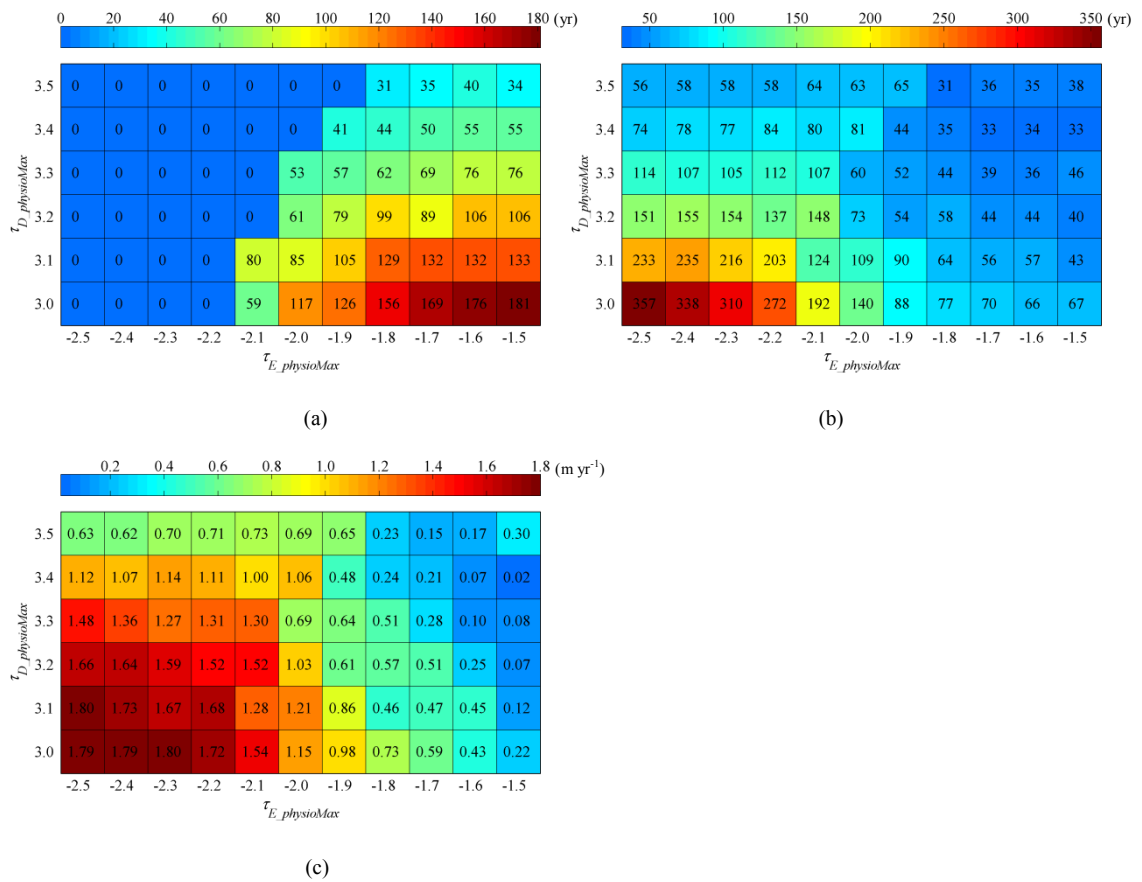 0 20 40 60 80 100 120 140 160 180 (yr)
3.5 0 0 0 0 0 0 0 31 35 40 34
3.4 0 0 0 0 0 0 41 44 50 55 55
3.3 0 0 0 0 0 53 57 62 69 76 76
3.2 0 0 0 0 0 61 79 99 89 106 106
3.1 0 0 0 0 80 85 105 129 132 132 133
3.0 0 0 0 0 59 117 126 156 169 176 181
τD_physioMax
-2.5 -2.4 -2.3 -2.2 -2.1 -2.0 -1.9 -1.8 -1.7 -1.6 -1.5
τE_physioMax
(a)
50 100 150 200 250 300 350 (yr)
3.5 56 58 58 58 64 63 65 31 36 35 38
3.4 74 78 77 84 80 81 44 35 33 34 33
3.3 114 107 105 112 107 60 52 44 39 36 46
3.2 151 155 154 137 148 73 54 58 44 44 40
3.1 233 235 216 203 124 109 90 64 56 57 43
3.0 357 338 310 272 192 140 88 77 70 66 67
τD_physioMax
-2.5 -2.4 -2.3 -2.2 -2.1 -2.0 -1.9 -1.8 -1.7 -1.6 -1.5
τE_physioMax
(b)
0.2 0.4 0.6 0.8 1.0 1.2 1.4 1.6 1.8 (m yr⁻¹)
3.5 0.63 0.62 0.70 0.71 0.73 0.69 0.65 0.23 0.15 0.17 0.30
3.4 1.12 1.07 1.14 1.11 1.00 1.06 0.48 0.24 0.21 0.07 0.02
3.3 1.48 1.36 1.27 1.31 1.30 0.69 0.64 0.51 0.28 0.10 0.08
3.2 1.66 1.64 1.59 1.52 1.52 1.03 0.61 0.57 0.51 0.25 0.07
3.1 1.80 1.73 1.67 1.68 1.28 1.21 0.86 0.46 0.47 0.45 0.12
3.0 1.79 1.79 1.80 1.72 1.54 1.15 0.98 0.73 0.59 0.43 0.22
τD_physioMax
-2.5 -2.4 -2.3 -2.2 -2.1 -2.0 -1.9 -1.8 -1.7 -1.6 -1.5
τE_physioMax
(c)